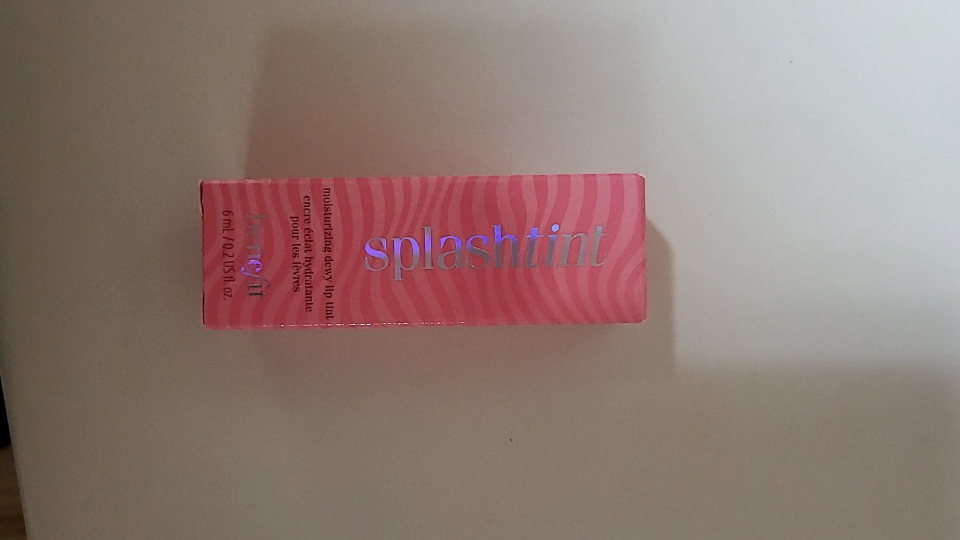 splashtint
moisturizing dewy lip tint
encre éclat hydratante
pour les lèvres
benefit
6 mL / 0.2 US fl. oz.